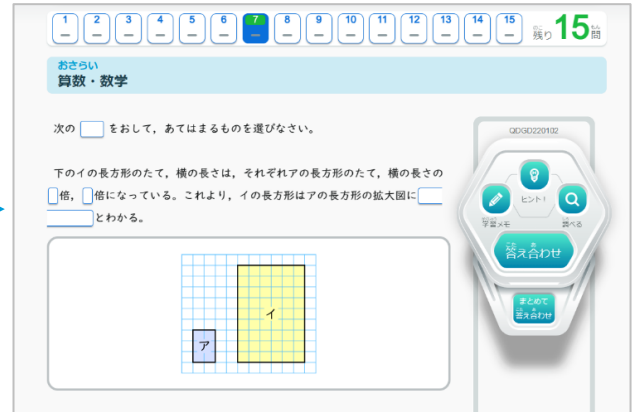 1 2 3 4 5 6 7 8 9 10 11 12 13 14 15
残り15問
おさらい
算数・数学
次の をおして，あてはまるものを選びなさい。
下のイの長方形のたて，横の長さは，それぞれアの長方形のたて，横の長さの
倍， 倍になっている。これより，イの長方形はアの長方形の拡大図に
とわかる。
ア
イ
QDGD220102
ヒント！
学習メモ
調べる
答え合わせ
まとめて
答え合わせ